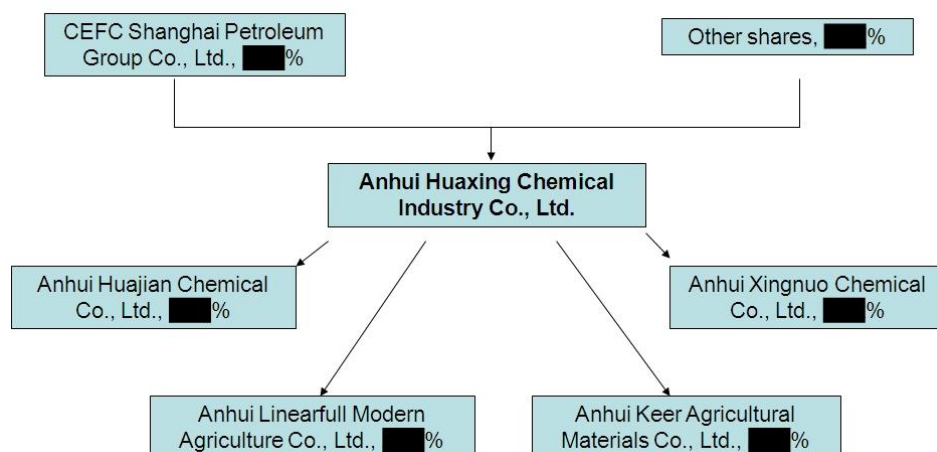 CEFC Shanghai Petroleum
Group Co., Ltd., %
Other shares, %
Anhui Huaxing Chemical
Industry Co., Ltd.
Anhui Huajian Chemical
Co., Ltd., %
Anhui Xingnuo Chemical
Co., Ltd., %
Anhui Linearfull Modern
Agriculture Co., Ltd., %
Anhui Keer Agricultural
Materials Co., Ltd., %